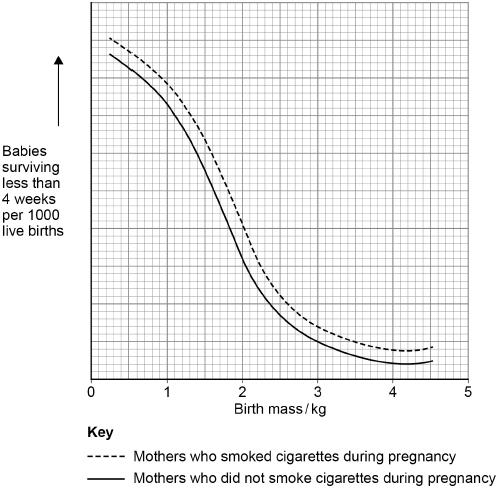 Babies
surviving
less than
4 weeks
per 1000
live births
0 1 2 3 4 5
Birth mass/kg
Key
Mothers who smoked cigarettes during pregnancy
Mothers who did not smoke cigarettes during pregnancy